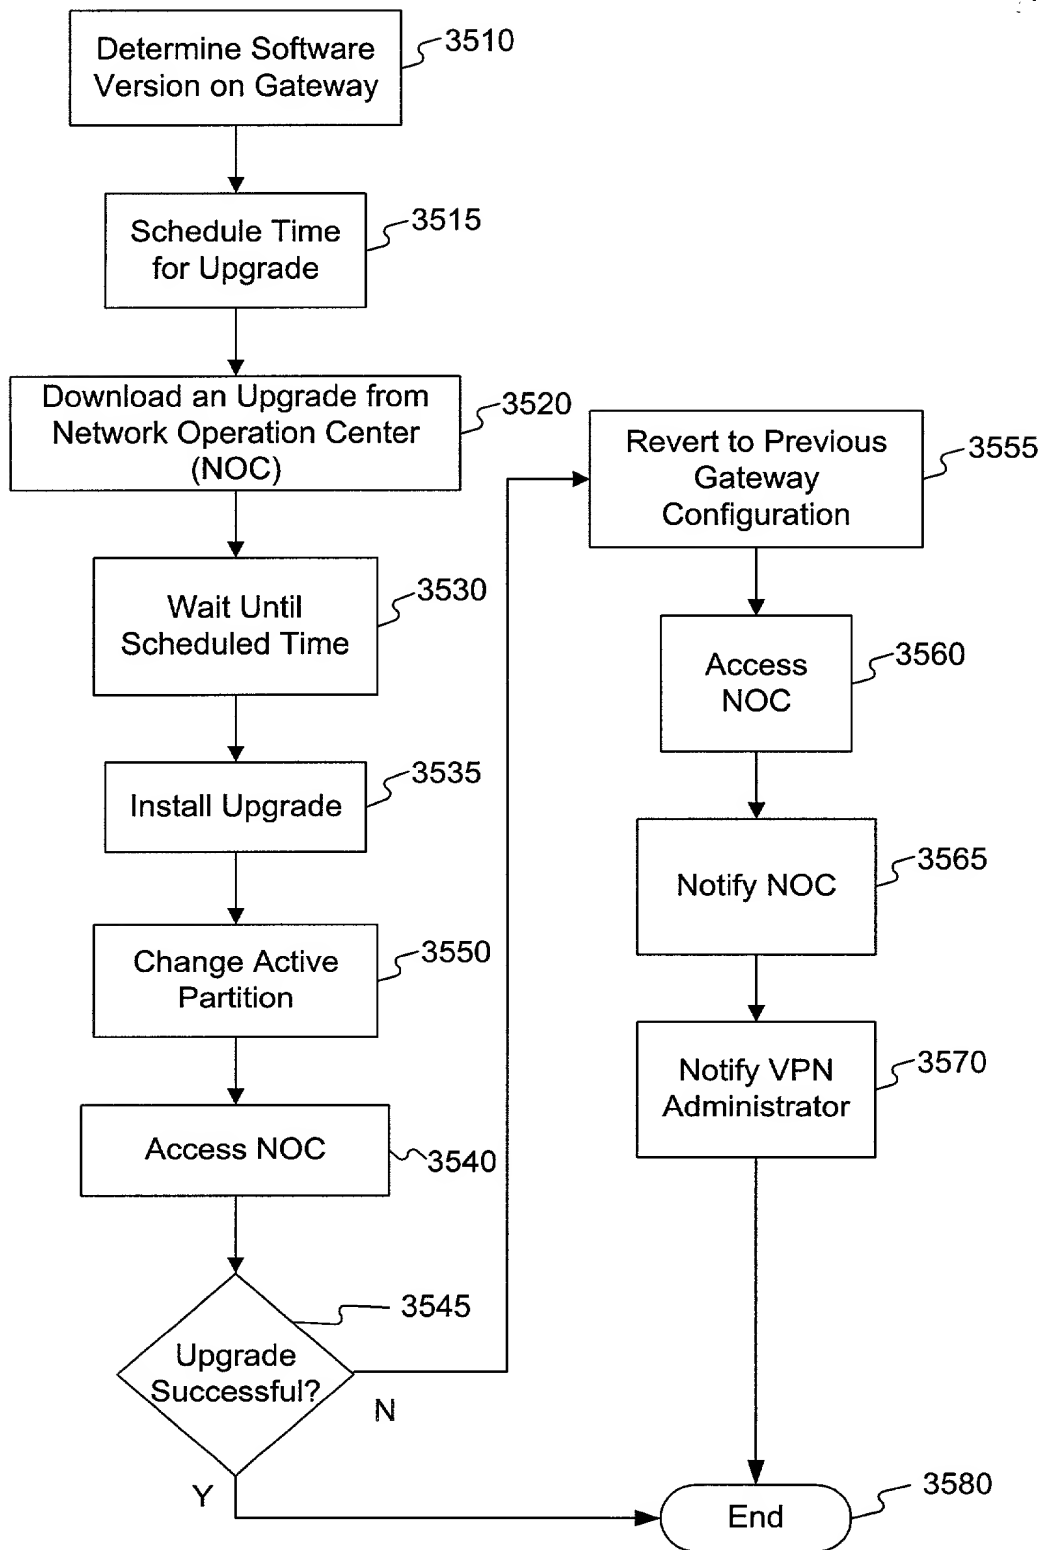 Determine Software
Version on Gateway
3510
Schedule Time
for Upgrade
3515
Download an Upgrade from
Network Operation Center
(NOC)
3520
Wait Until
Scheduled Time
3530
Install Upgrade
3535
Change Active
Partition
3550
Access NOC
3540
Upgrade
Successful?
3545
N
Y
Revert to Previous
Gateway
Configuration
3555
Access
NOC
3560
Notify NOC
3565
Notify VPN
Administrator
3570
End
3580